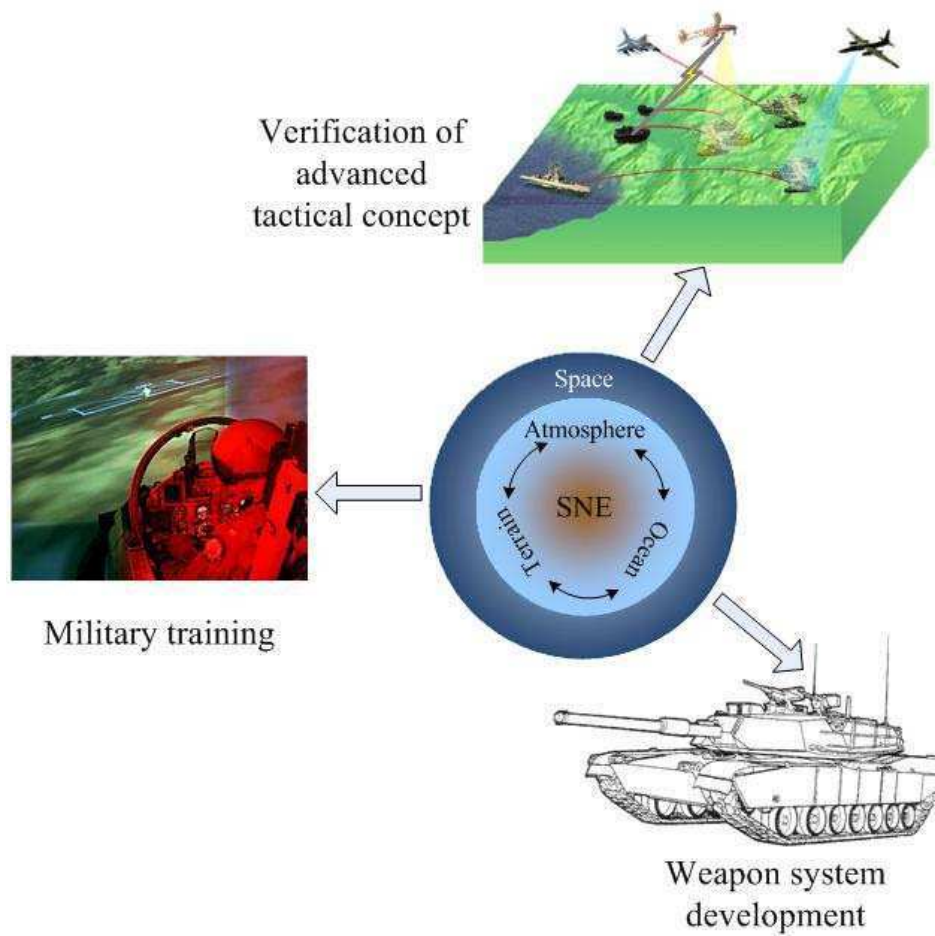 Verification of
advanced
tactical concept
Space
Atmosphere
SNE
Terrain
Ocean
Military training
Weapon system
development